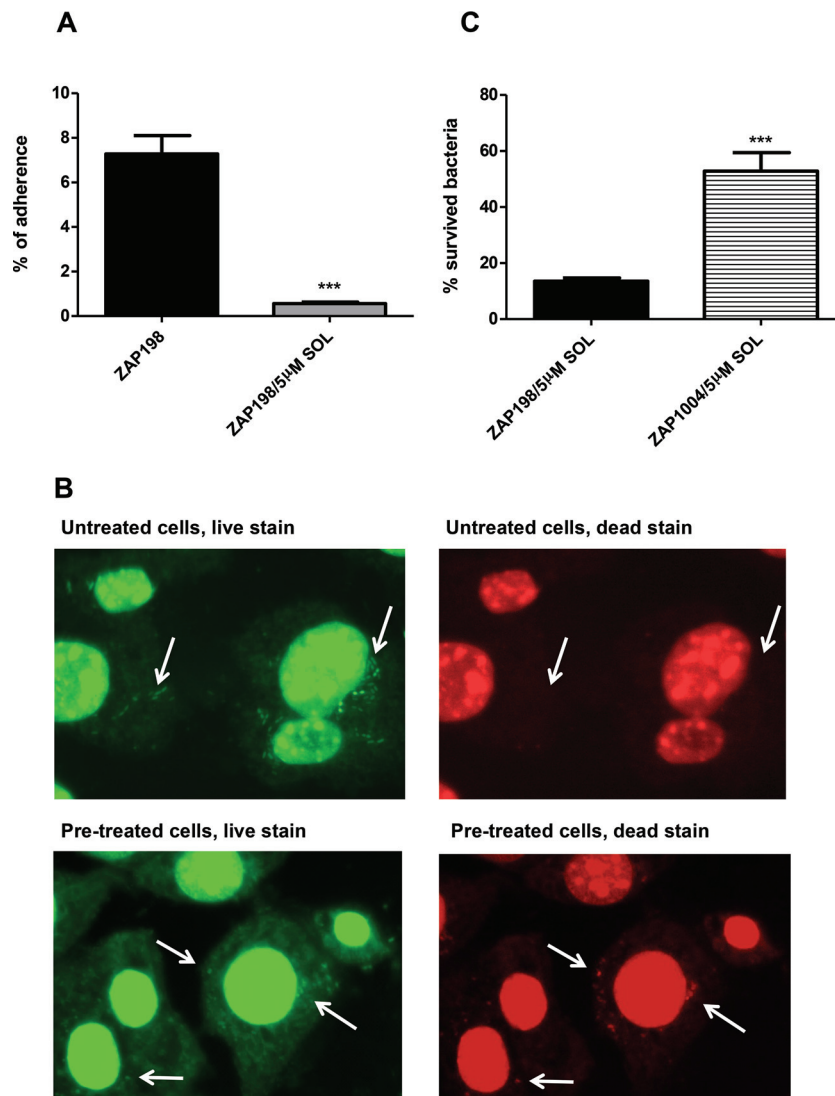 A
% of adherence
10
8
6
4
2
0
***
ZAP198
ZAP198/5µM SOL
C
% survived bacteria
80
60
40
20
0
***
ZAP198/5µM SOL
ZAP1004/5µM SOL
B
Untreated cells, live stain
Untreated cells, dead stain
Pre-treated cells, live stain
Pre-treated cells, dead stain